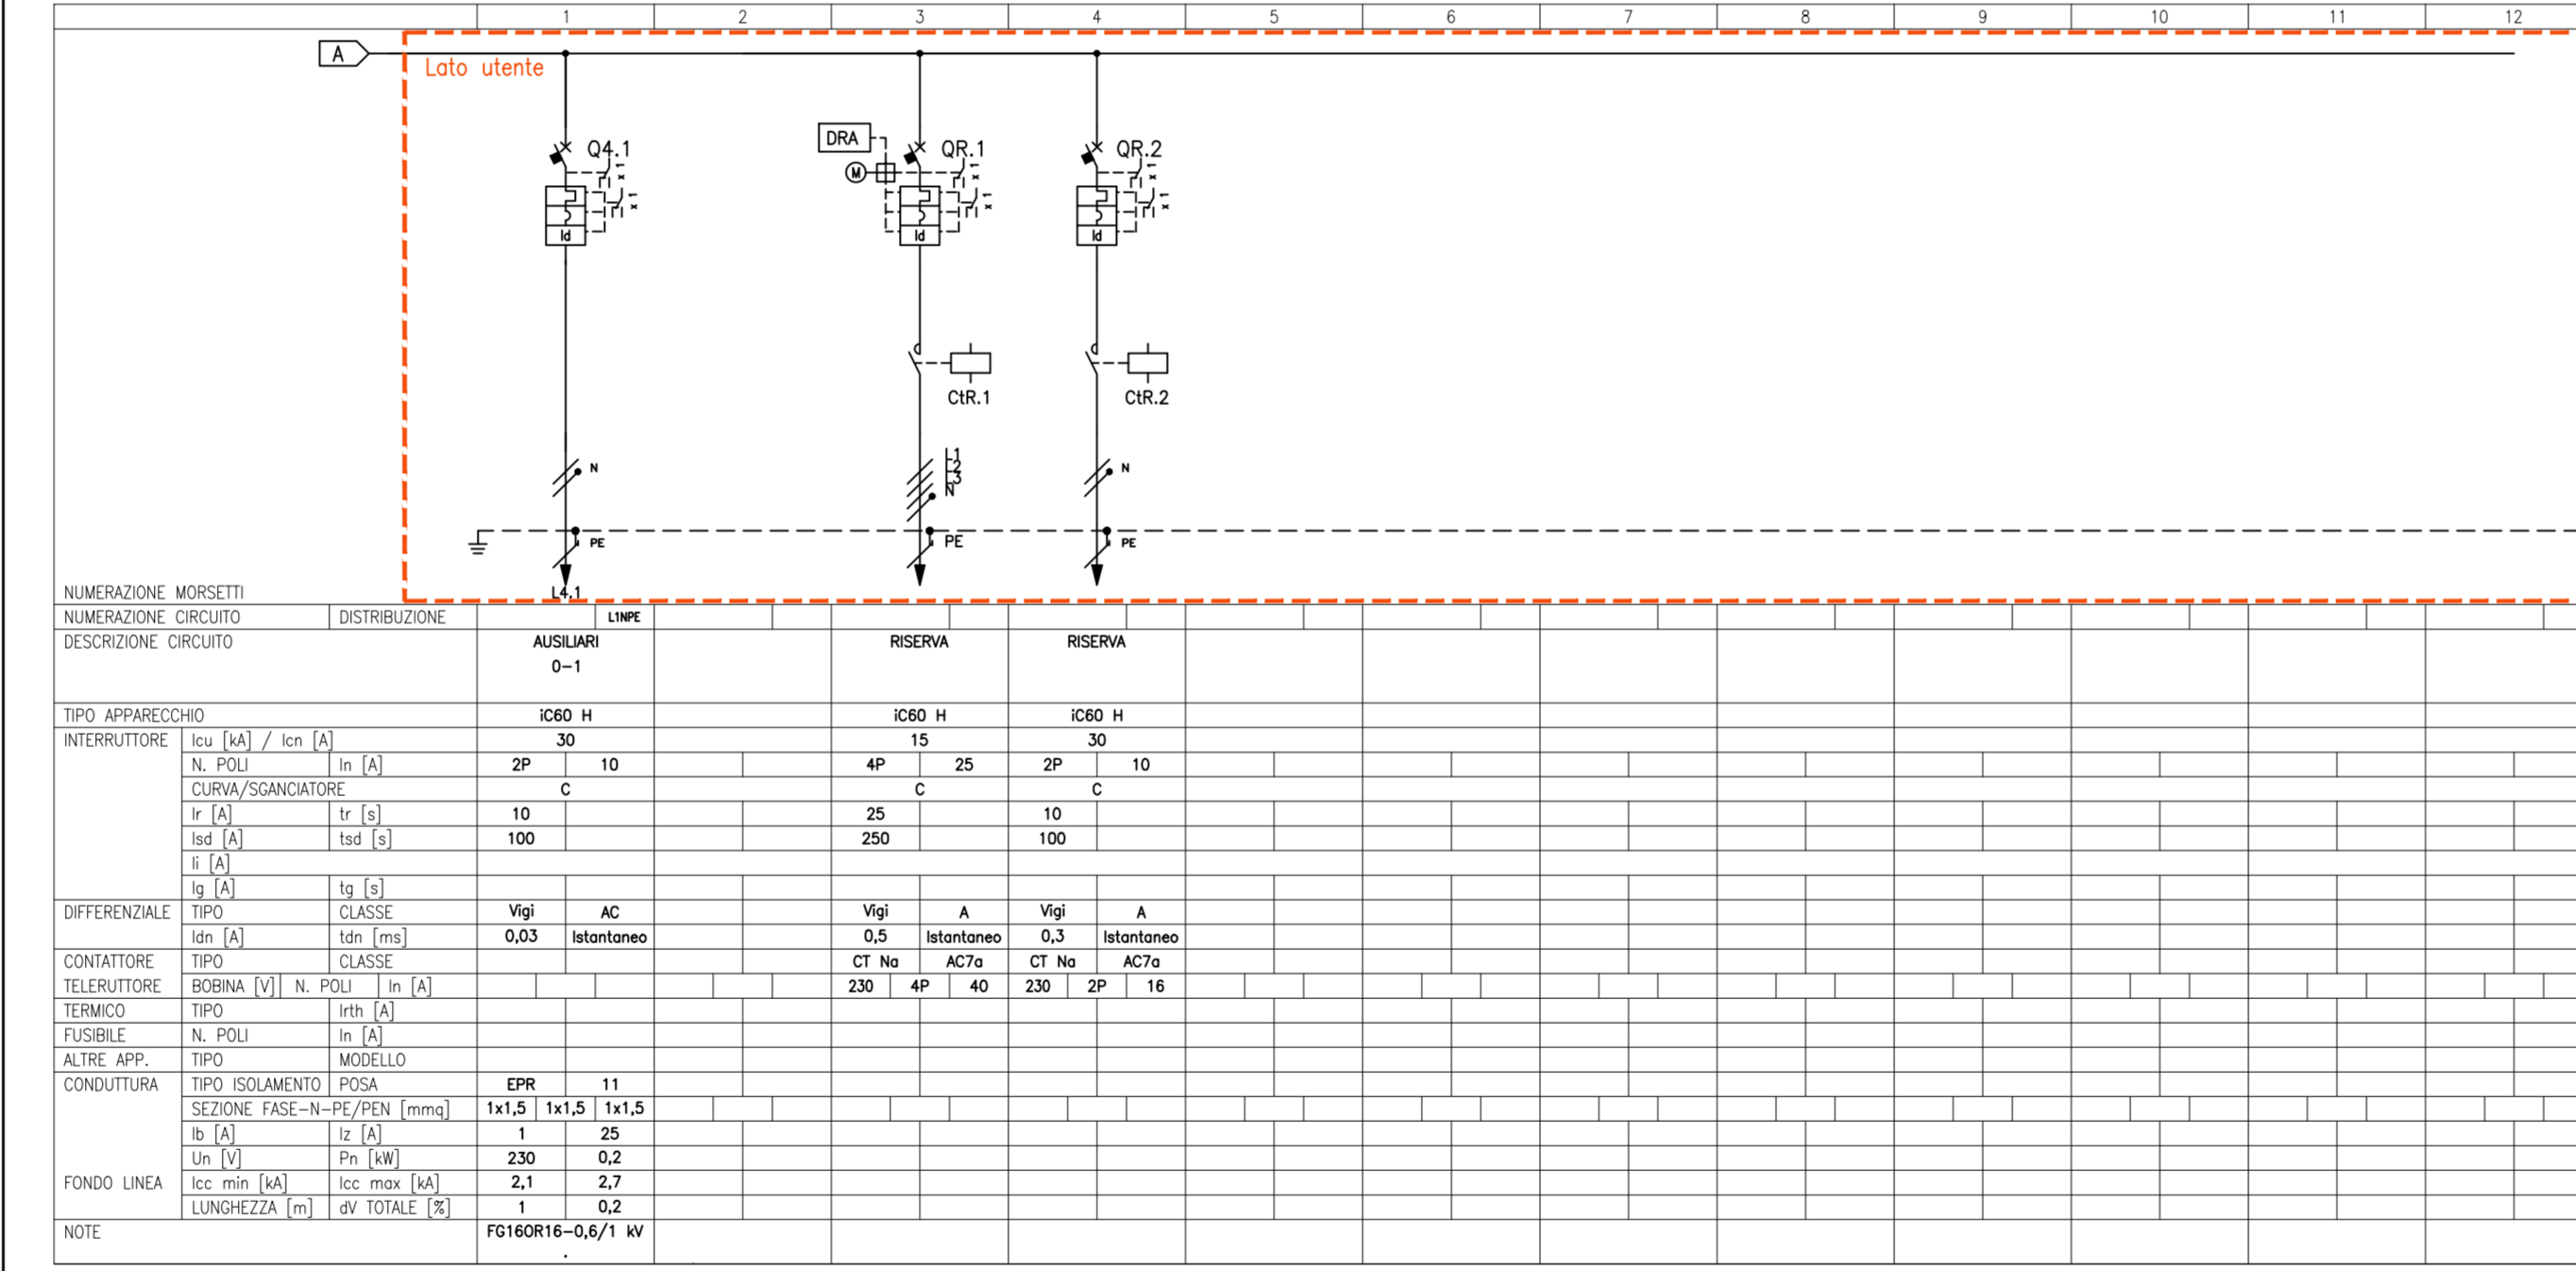 1 2 3 4 5 6 7 8 9 10 11 12
A
Lato utente
DRA
Q4.1 QR.1 QR.2
x 1 x 1 x 1
M
x 1 x 1 x 1
Id Id Id
CtR.1 CtR.2
L1
L2
L3
N N N
PE PE PE
NUMERAZIONE MORSETTI L4.1
NUMERAZIONE CIRCUITO DISTRIBUZIONE L1NPE
DESCRIZIONE CIRCUITO AUSILIARI RISERVA RISERVA
0-1
TIPO APPARECCHIO iC60 H iC60 H iC60 H
INTERRUTTORE Icu [kA] / Icn [A] 30 15 30
N. POLI In [A] 2P 10 4P 25 2P 10
CURVA/SGANCIATORE C C C
Ir [A] tr [s] 10 25 10
Isd [A] tsd [s] 100 250 100
Ii [A]
Ig [A] tg [s]
DIFFERENZIALE TIPO CLASSE Vigi AC Vigi A Vigi A
Idn [A] tdn [ms] 0,03 Istantaneo 0,5 Istantaneo 0,3 Istantaneo
CONTATTORE TIPO CLASSE CT Na AC7a CT Na AC7a
TELERUTTORE BOBINA [V] N. POLI In [A] 230 4P 40 230 2P 16
TERMICO TIPO Irth [A]
FUSIBILE N. POLI In [A]
ALTRE APP. TIPO MODELLO
CONDUTTURA TIPO ISOLAMENTO POSA EPR 11
SEZIONE FASE-N-PE/PEN [mmq] 1x1,5 1x1,5 1x1,5
Ib [A] Iz [A] 1 25
Un [V] Pn [kW] 230 0,2
FONDO LINEA Icc min [kA] Icc max [kA] 2,1 2,7
LUNGHEZZA [m] dV TOTALE [%] 1 0,2
NOTE FG16OR16-0,6/1 kV
.